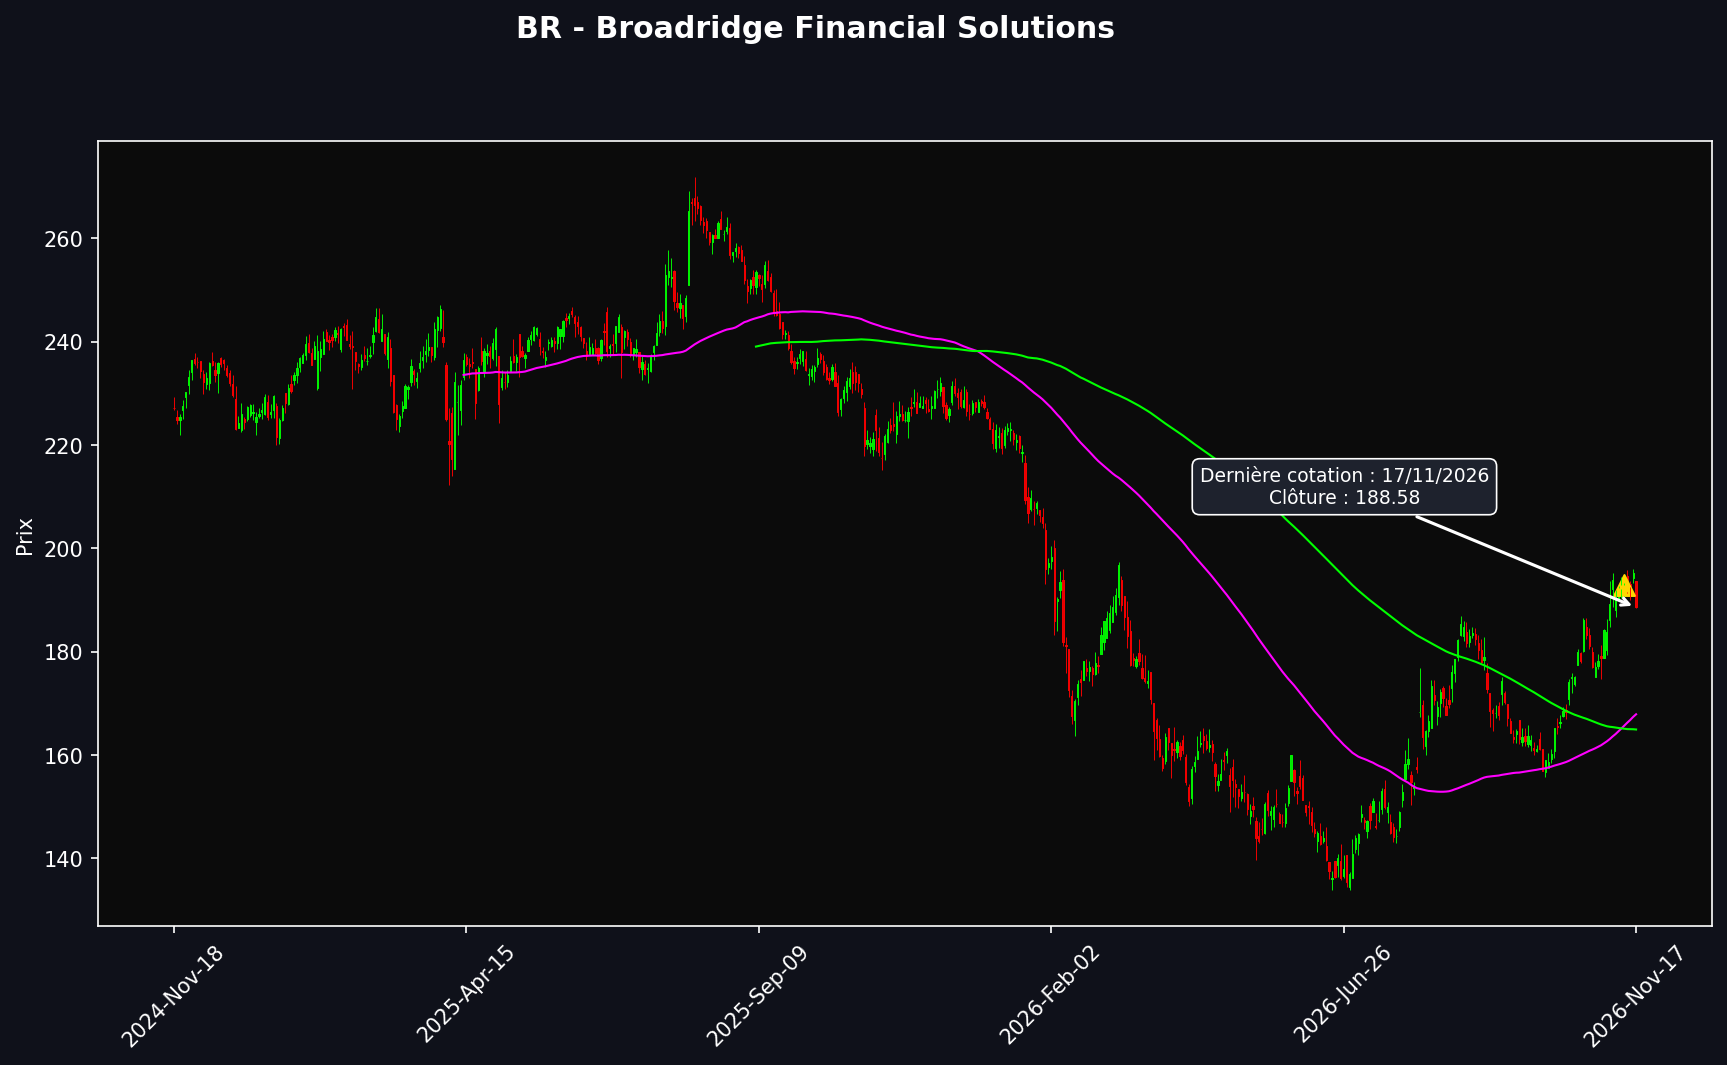 BR - Broadridge Financial Solutions
Prix
260
240
220
200
180
160
140
Dernière cotation : 17/11/2026
Clôture : 188.58
2024-Nov-18
2025-Apr-15
2025-Sep-09
2026-Feb-02
2026-Jun-26
2026-Nov-17